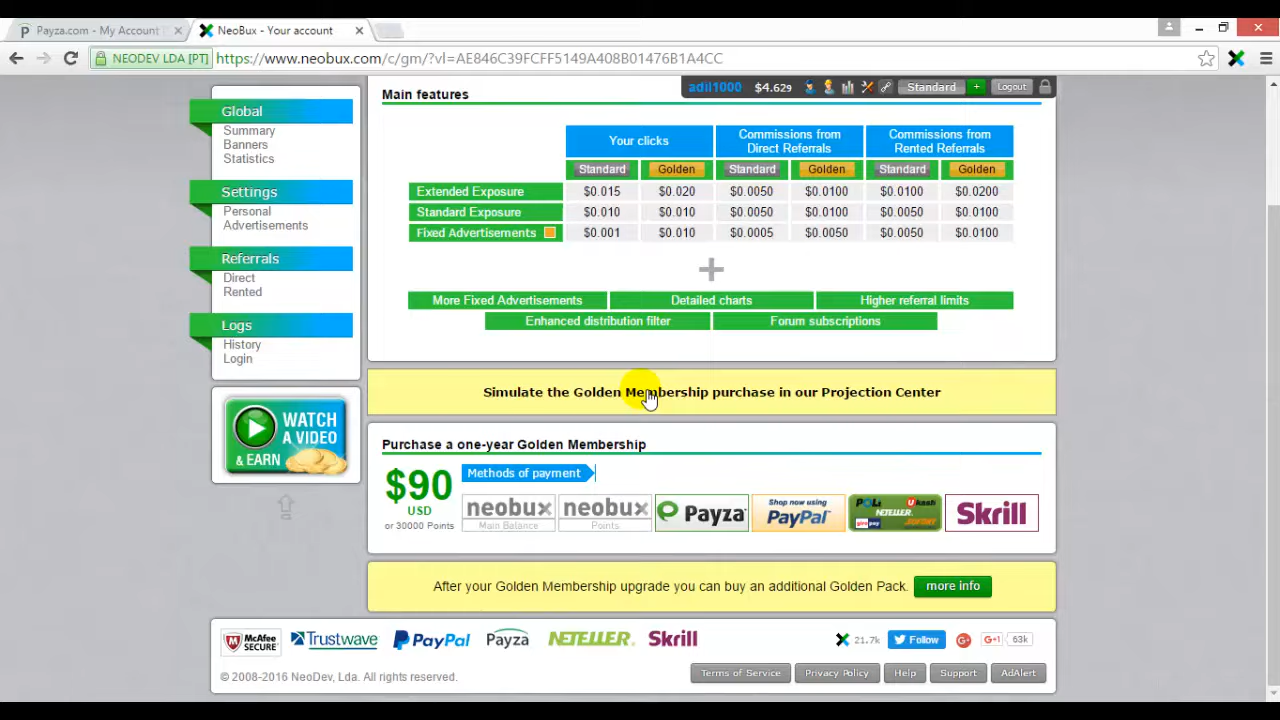 Payza.com - My Account
NeoBux - Your account
NEODEV LDA [PT]
https://www.neobux.com/c/gm/?vl=AE846C39FCFF5149A408B01476B1A4CC
adil1000 $4.629 Standard + Logout
Global
Summary
Banners
Statistics
Settings
Personal
Advertisements
Referrals
Direct
Rented
Logs
History
Login
WATCH
A VIDEO
& EARN
Main features
Your clicks
Commissions from
Direct Referrals
Commissions from
Rented Referrals
Standard Golden Standard Golden Standard Golden
Extended Exposure $0.015 $0.020 $0.0050 $0.0100 $0.0100 $0.0200
Standard Exposure $0.010 $0.010 $0.0050 $0.0100 $0.0050 $0.0100
Fixed Advertisements $0.001 $0.010 $0.0005 $0.0050 $0.0050 $0.0100
More Fixed Advertisements Detailed charts Higher referral limits
Enhanced distribution filter Forum subscriptions
Simulate the Golden Membership purchase in our Projection Center
Purchase a one-year Golden Membership
$90
USD
or 30000 Points
Methods of payment
neobux
Main Balance
neobux
Points
Payza
Shop now using
PayPal
POLi Ukash
NETELLER
giropay
Skrill
After your Golden Membership upgrade you can buy an additional Golden Pack. more info
McAfee
SECURE
Trustwave
PayPal
Payza
NETELLER
Skrill
21.7k Follow G+1 63k
© 2008-2016 NeoDev, Lda. All rights reserved.
Terms of Service Privacy Policy Help Support AdAlert